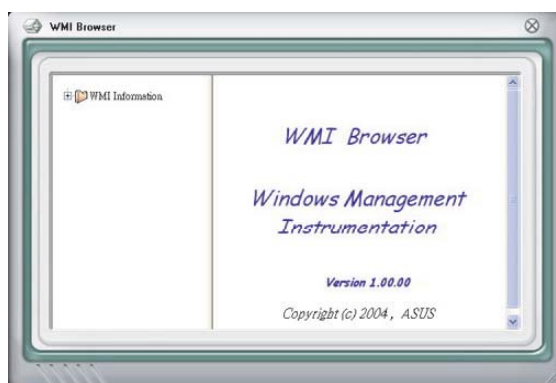 WMI Browser
WMI Information
WMI Browser
Windows Management
Instrumentation
Version 1.00.00
Copyright (c) 2004, ASUS